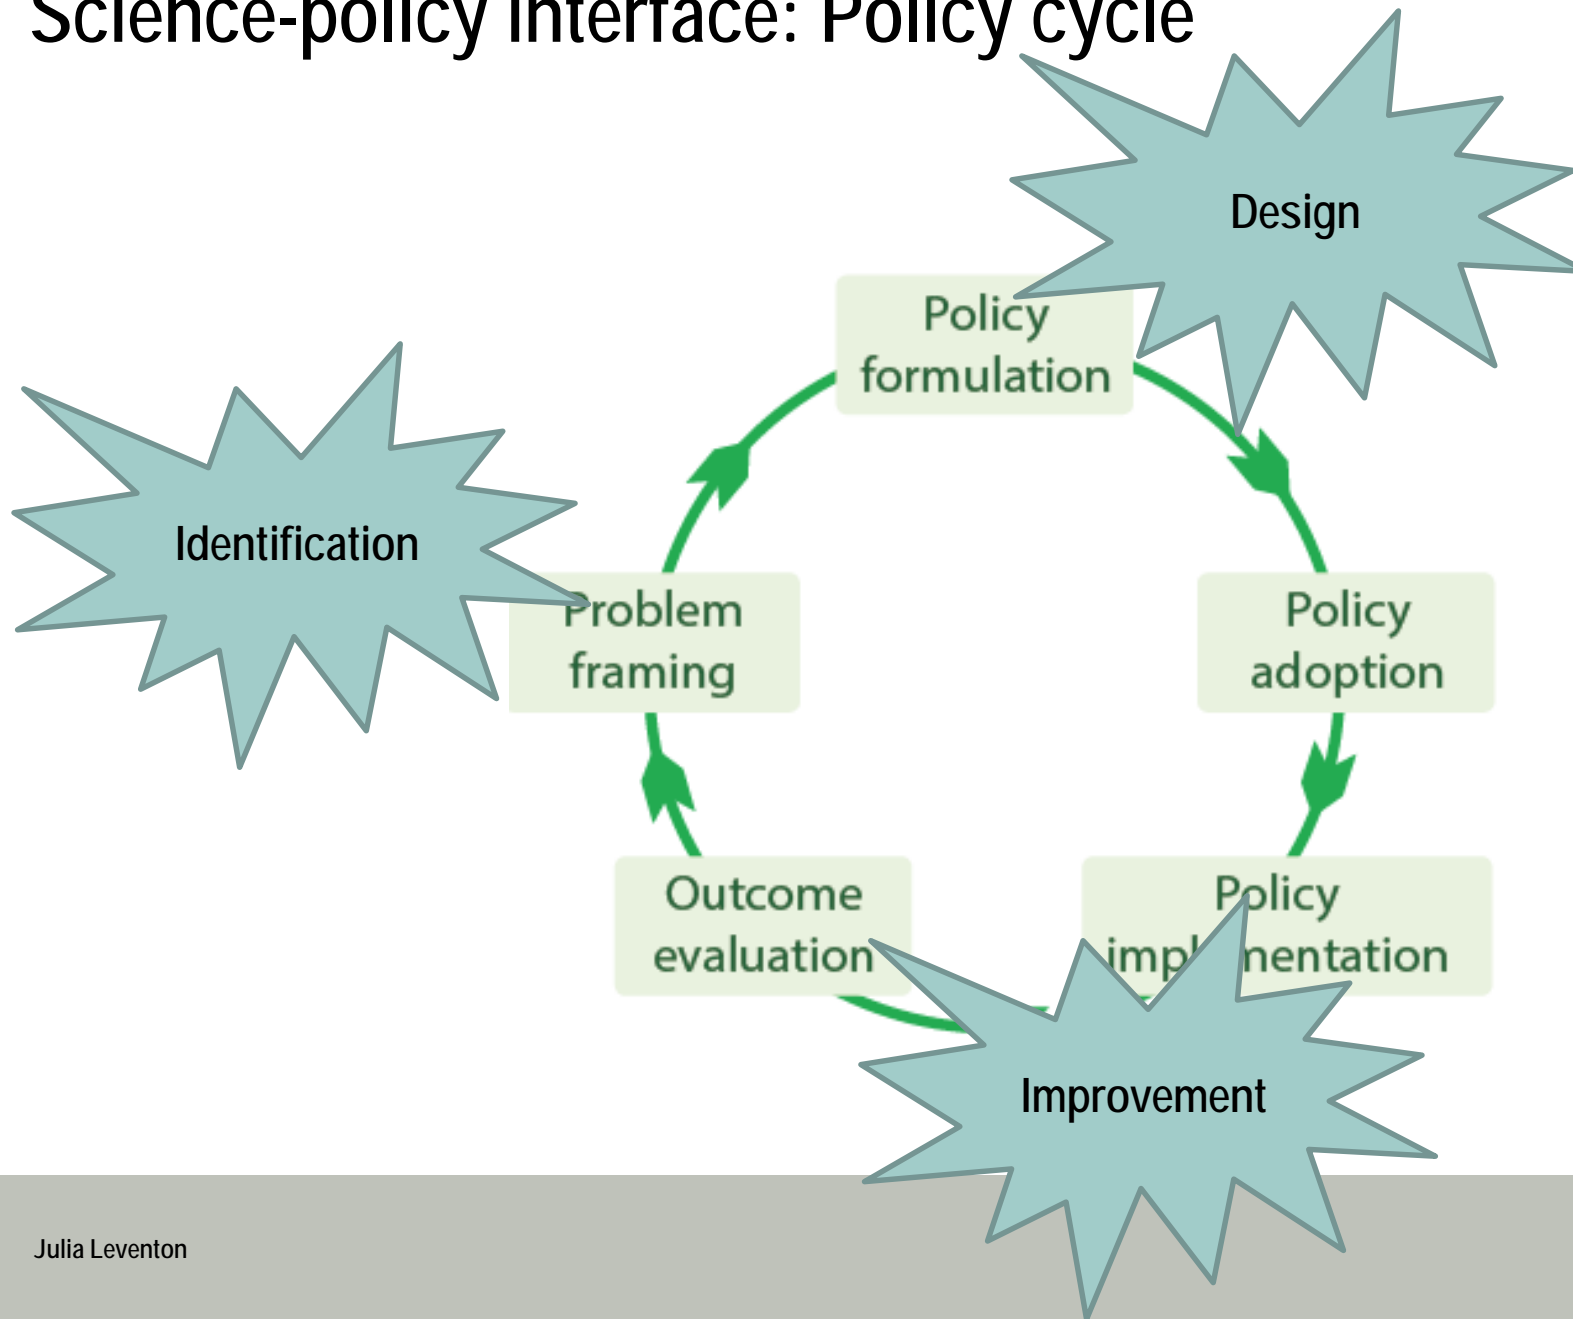 Science-policy interface: Policy cycle
Design
Policy
formulation
Identification
Problem
framing
Policy
adoption
Outcome
evaluation
Policy
implementation
Improvement
Julia Leventon